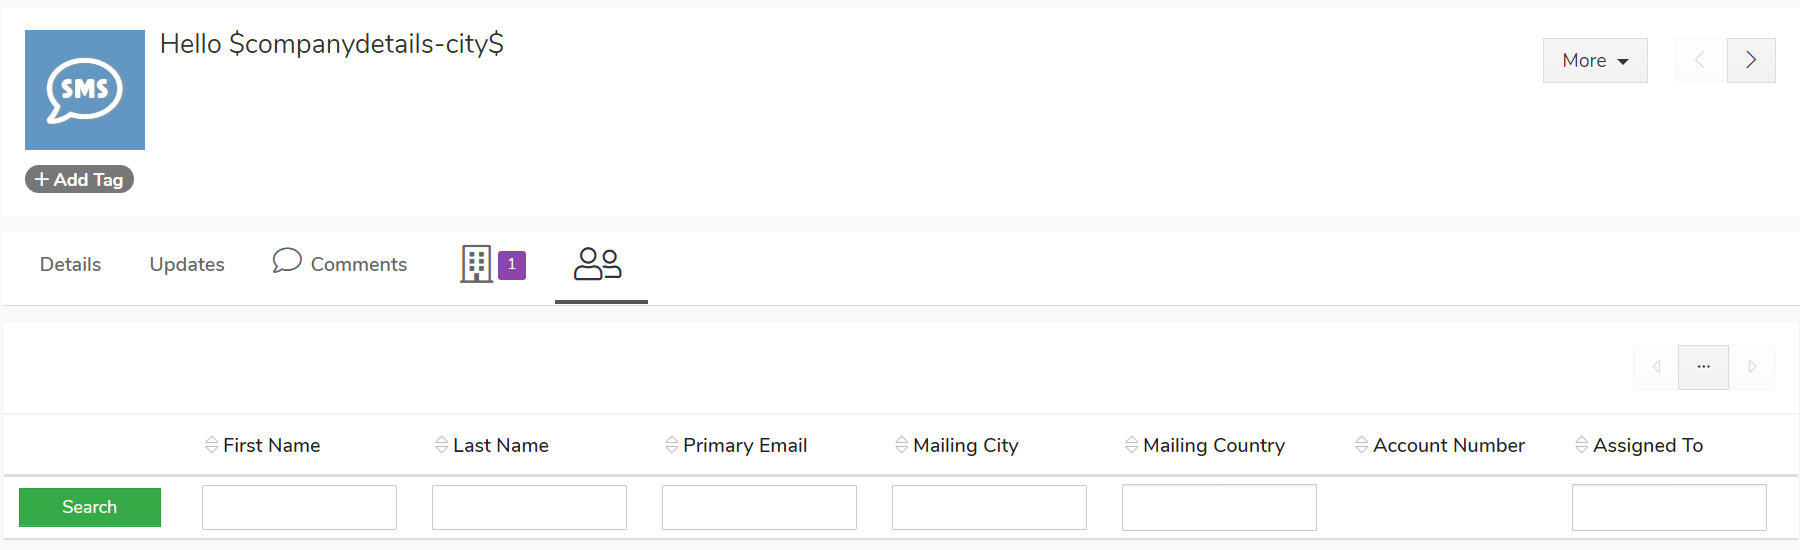 Hello $companydetails-city$
SMS
More
+ Add Tag
Details Updates Comments 1
...
First Name Last Name Primary Email Mailing City Mailing Country Account Number Assigned To
Search